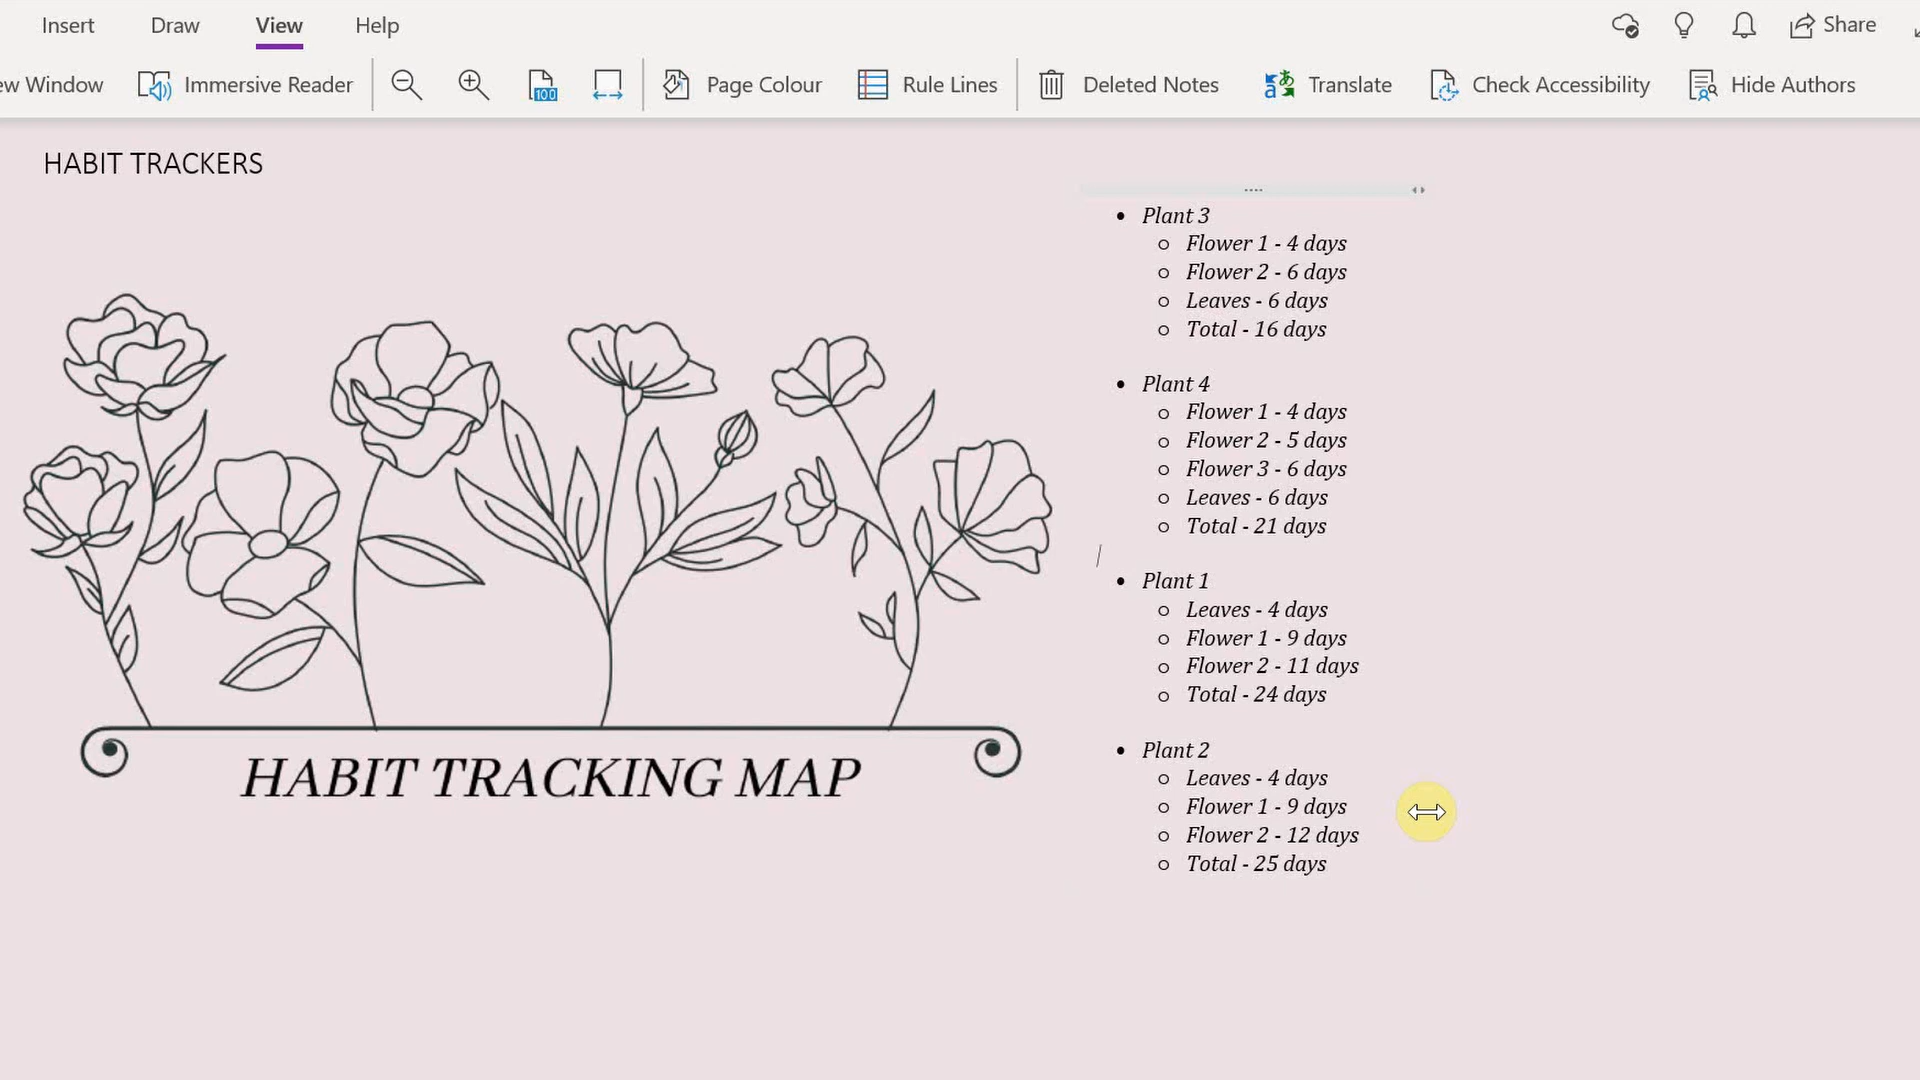 Insert Draw View Help Share
ew Window Immersive Reader 100 Page Colour Rule Lines Deleted Notes Translate Check Accessibility Hide Authors
HABIT TRACKERS
• Plant 3
○ Flower 1 - 4 days
○ Flower 2 - 6 days
○ Leaves - 6 days
○ Total - 16 days
• Plant 4
○ Flower 1 - 4 days
○ Flower 2 - 5 days
○ Flower 3 - 6 days
○ Leaves - 6 days
○ Total - 21 days
• Plant 1
○ Leaves - 4 days
○ Flower 1 - 9 days
○ Flower 2 - 11 days
○ Total - 24 days
• Plant 2
○ Leaves - 4 days
○ Flower 1 - 9 days
○ Flower 2 - 12 days
○ Total - 25 days
HABIT TRACKING MAP